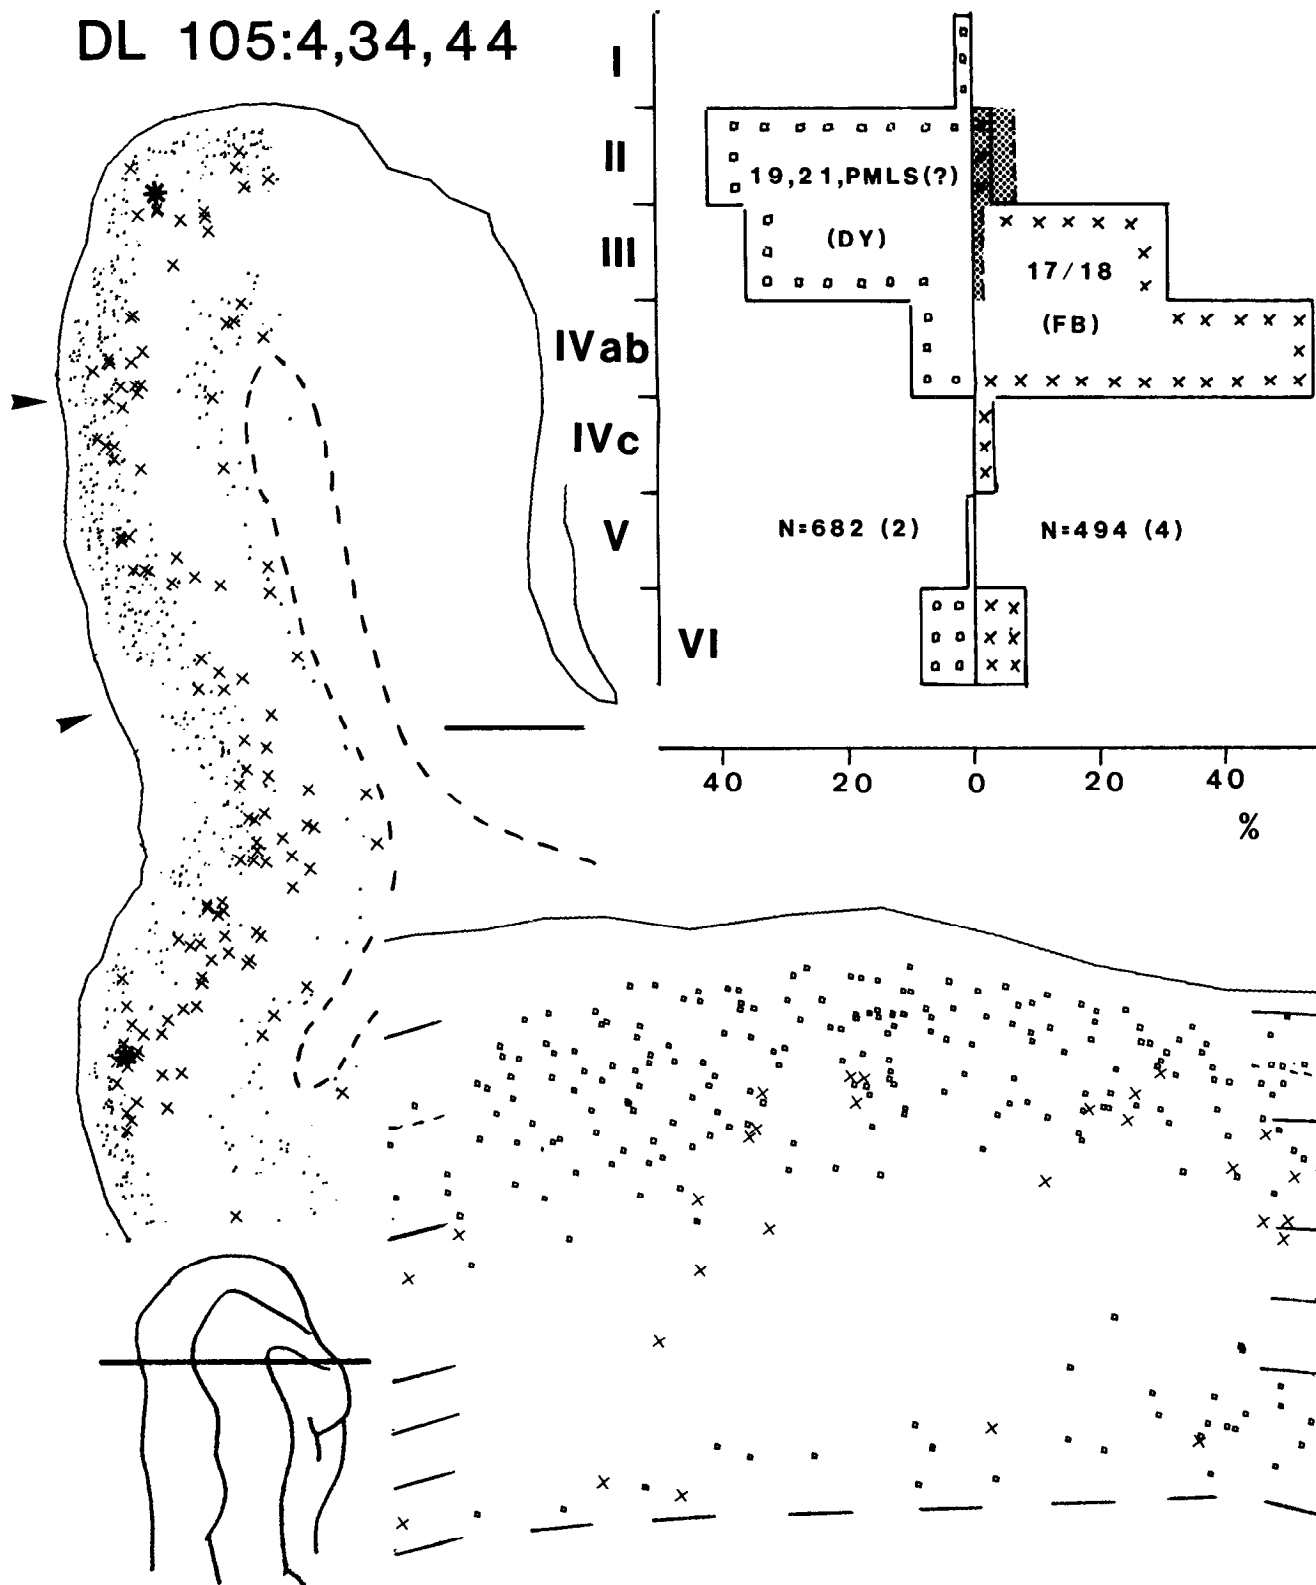 DL 105:4,34,44
I
II
19,21,PMLS(?)
III
(DY)
17/18
IVab
(FB)
IVc
V
N=682 (2)
N=494 (4)
VI
40 20 0 20 40
%